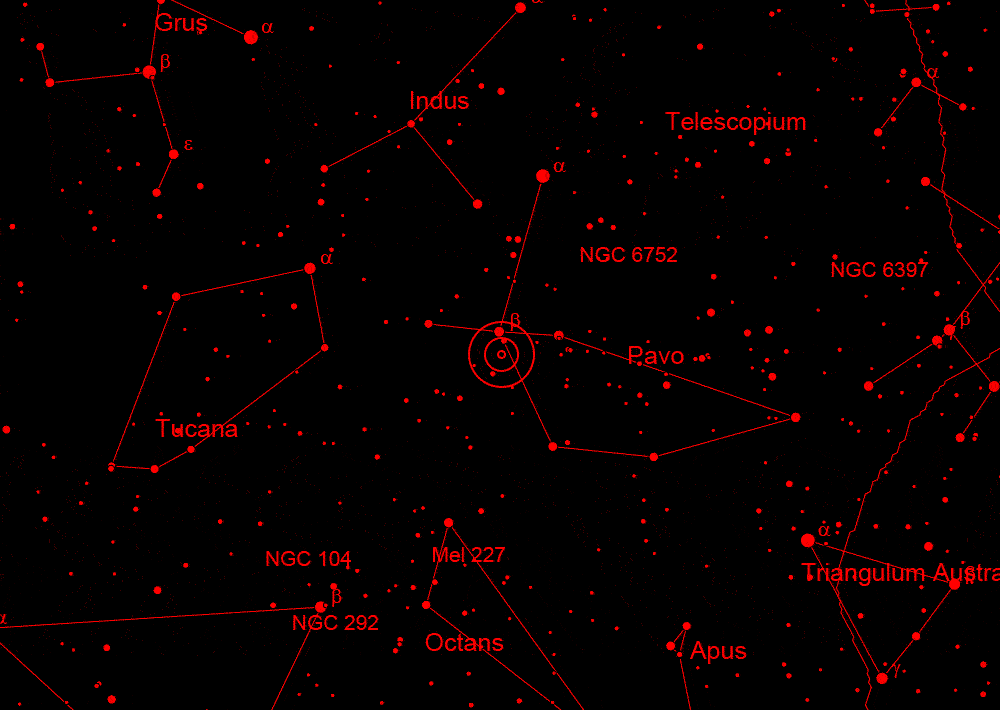 α
Grus
α
β
α
Indus
Telescopium
ε
α
α
NGC 6752
NGC 6397
β
β
Pavo
Tucana
α
NGC 104
Mel 227
Triangulum Austra
β
β
NGC 292
α
Octans
Apus
γ